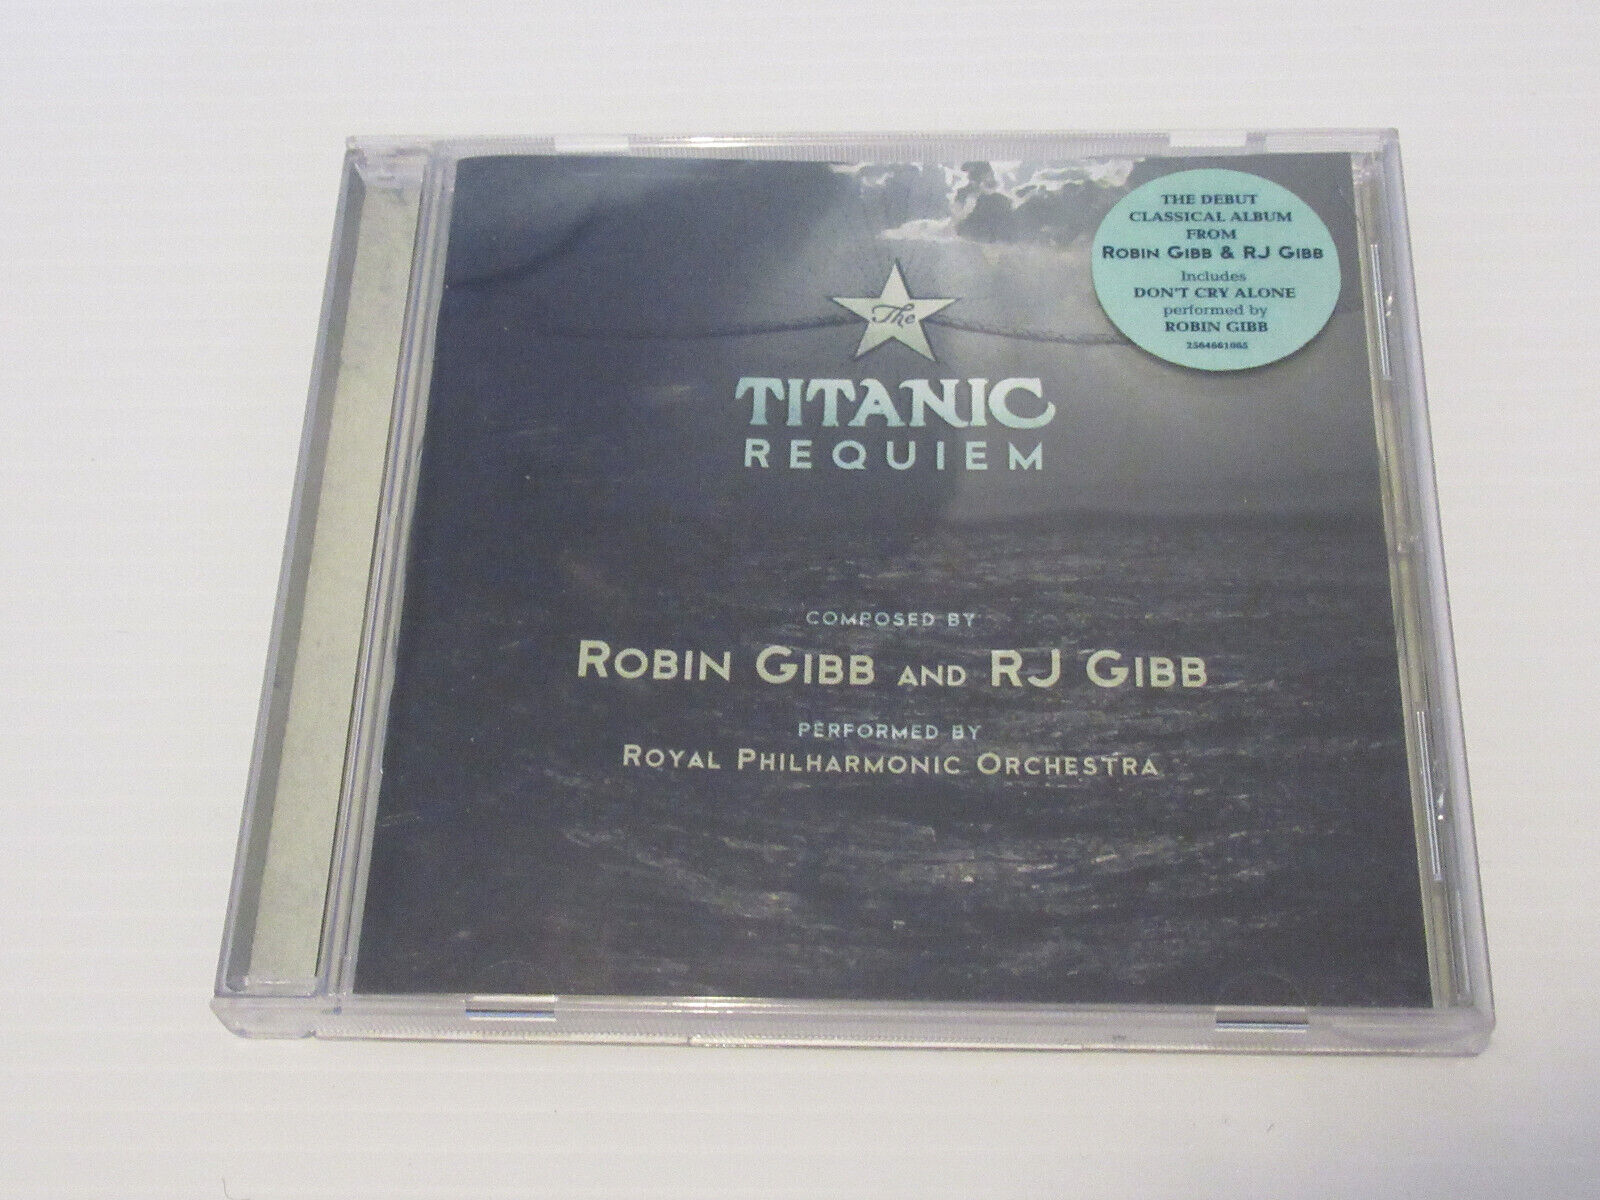 THE DEBUT
CLASSICAL ALBUM
FROM
ROBIN GIBB & RJ GIBB
Includes
DON'T CRY ALONE
performed by
ROBIN GIBB
2564661065
The
TITANIC
REQUIEM
COMPOSED BY
ROBIN GIBB AND RJ GIBB
PERFORMED BY
ROYAL PHILHARMONIC ORCHESTRA